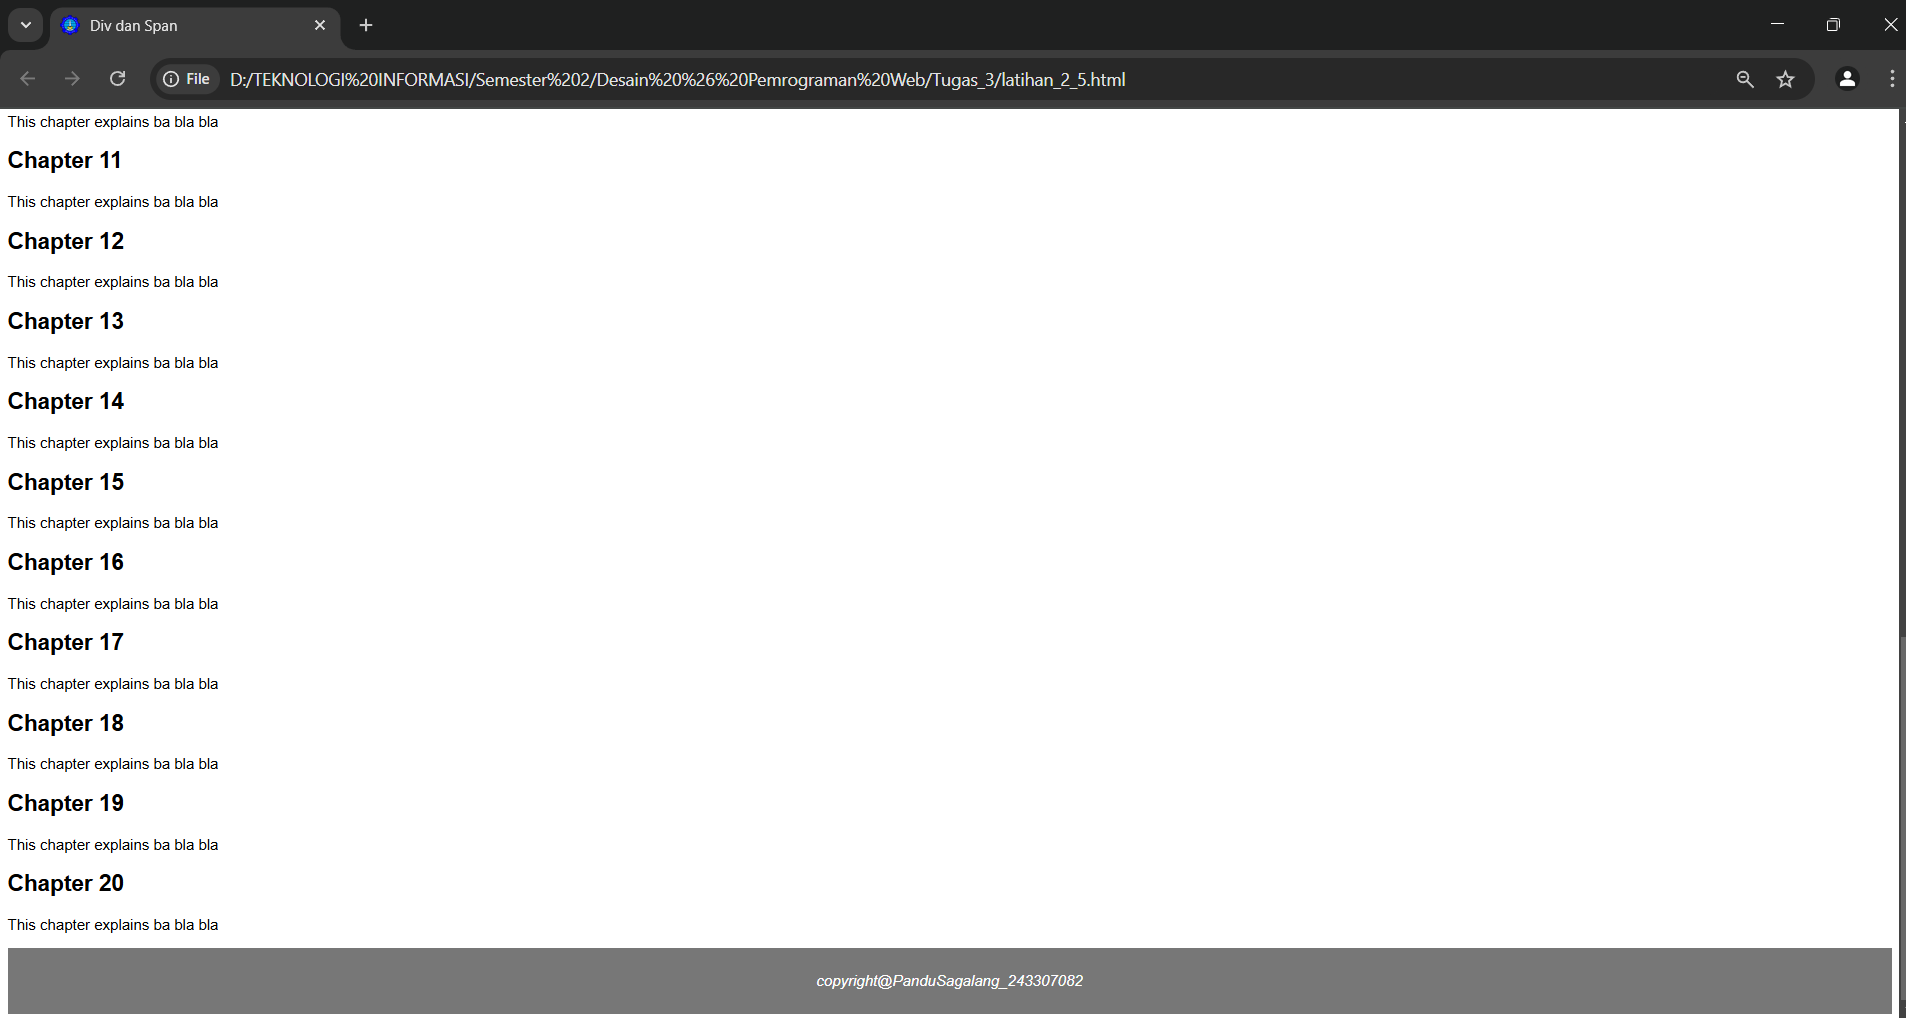 Div dan Span
File D:/TEKNOLOGI%20INFORMASI/Semester%202/Desain%20%26%20Pemrograman%20Web/Tugas_3/latihan_2_5.html
This chapter explains ba bla bla
Chapter 11
This chapter explains ba bla bla
Chapter 12
This chapter explains ba bla bla
Chapter 13
This chapter explains ba bla bla
Chapter 14
This chapter explains ba bla bla
Chapter 15
This chapter explains ba bla bla
Chapter 16
This chapter explains ba bla bla
Chapter 17
This chapter explains ba bla bla
Chapter 18
This chapter explains ba bla bla
Chapter 19
This chapter explains ba bla bla
Chapter 20
This chapter explains ba bla bla
copyright@PanduSagalang_243307082